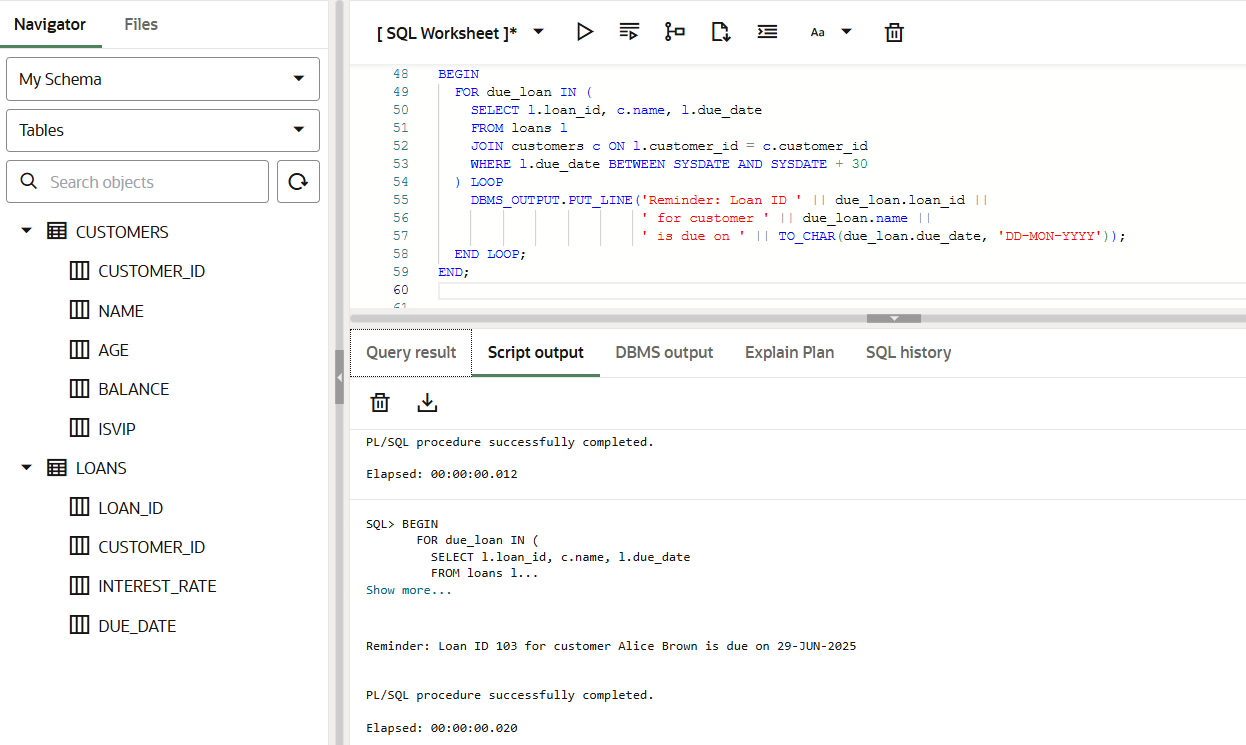 Navigator
Files
My Schema
Tables
Search objects
CUSTOMERS
CUSTOMER_ID
NAME
AGE
BALANCE
ISVIP
LOANS
LOAN_ID
CUSTOMER_ID
INTEREST_RATE
DUE_DATE
[ SQL Worksheet ]*
Aa
48 BEGIN
49 FOR due_loan IN (
50 SELECT l.loan_id, c.name, l.due_date
51 FROM loans l
52 JOIN customers c ON l.customer_id = c.customer_id
53 WHERE l.due_date BETWEEN SYSDATE AND SYSDATE + 30
54 ) LOOP
55 DBMS_OUTPUT.PUT_LINE('Reminder: Loan ID ' || due_loan.loan_id ||
56 ' for customer ' || due_loan.name ||
57 ' is due on ' || TO_CHAR(due_loan.due_date, 'DD-MON-YYYY'));
58 END LOOP;
59 END;
60
61
Query result
Script output
DBMS output
Explain Plan
SQL history
PL/SQL procedure successfully completed.
Elapsed: 00:00:00.012
SQL> BEGIN
FOR due_loan IN (
SELECT l.loan_id, c.name, l.due_date
FROM loans l...
Show more...
Reminder: Loan ID 103 for customer Alice Brown is due on 29-JUN-2025
PL/SQL procedure successfully completed.
Elapsed: 00:00:00.020